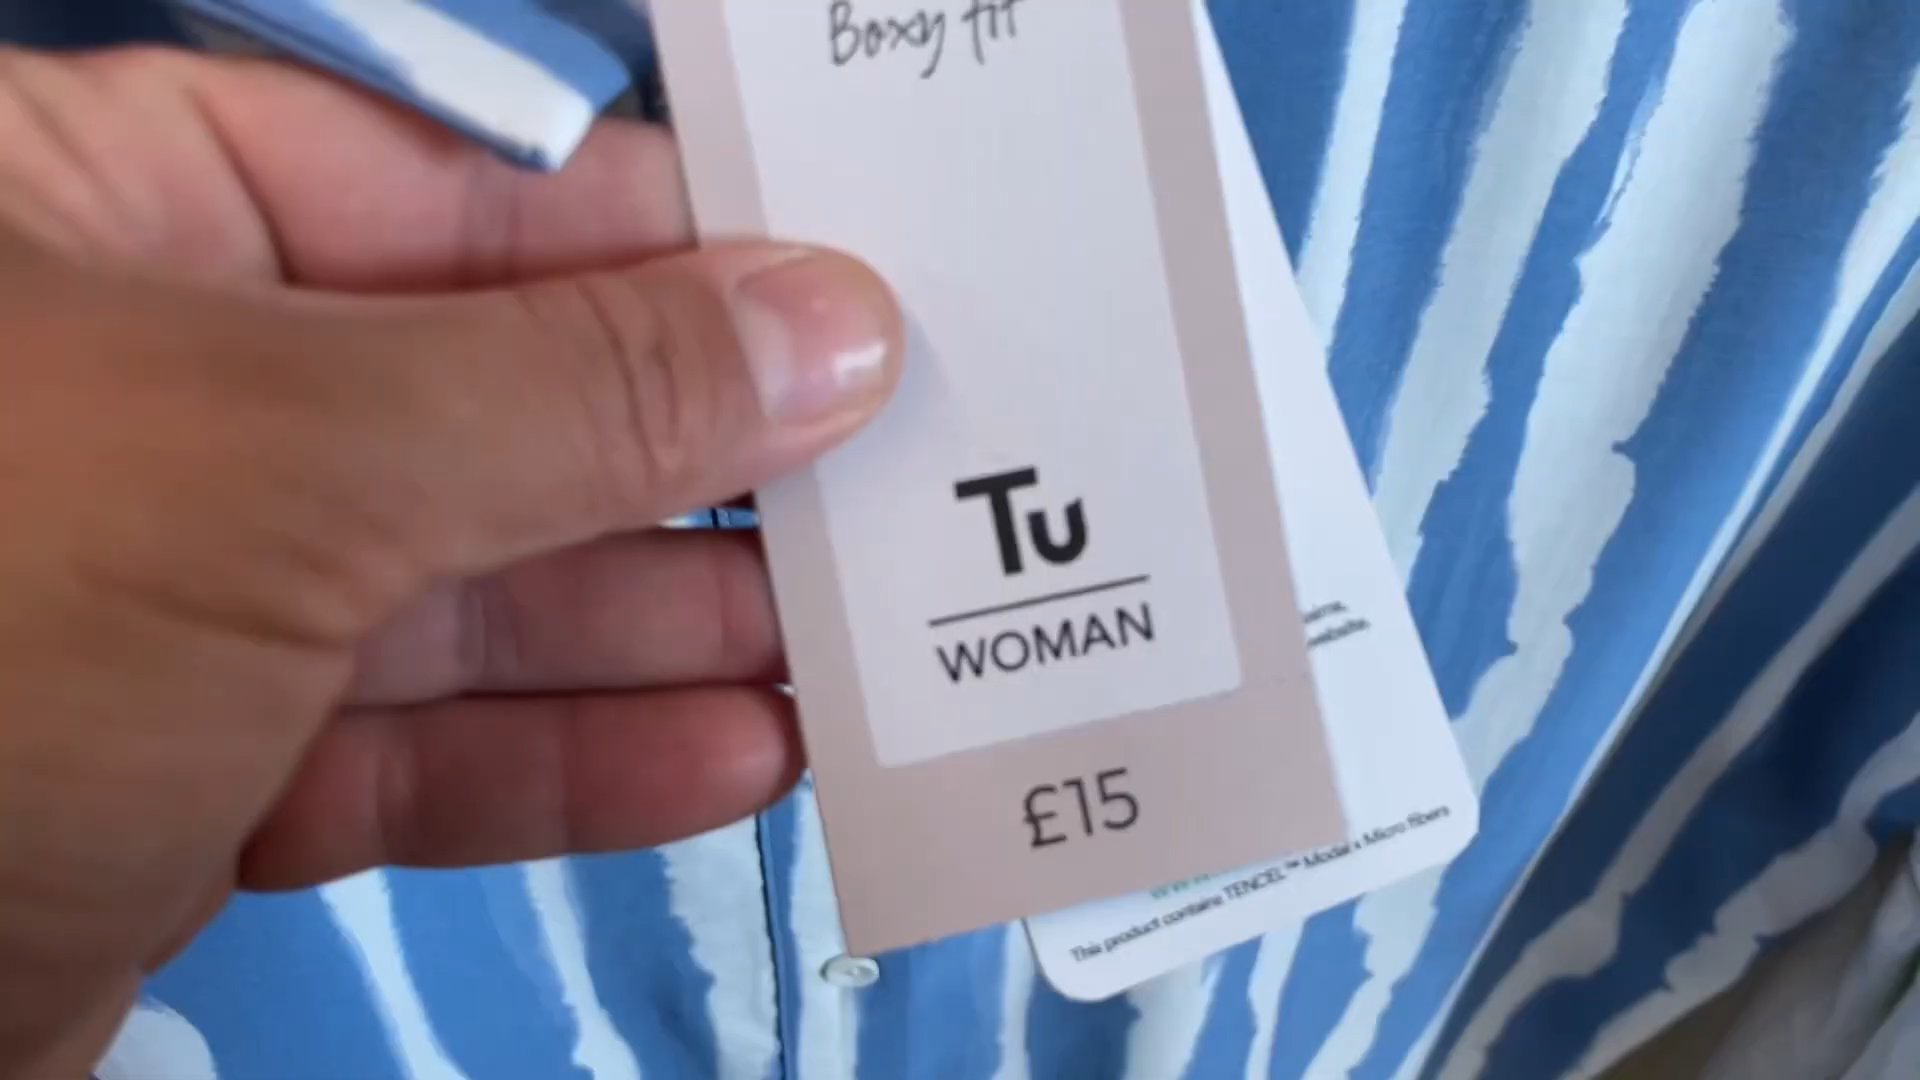 Boxy fit
Tu
WOMAN
£15
This product contains TENCEL™ Modal x Micro fibers